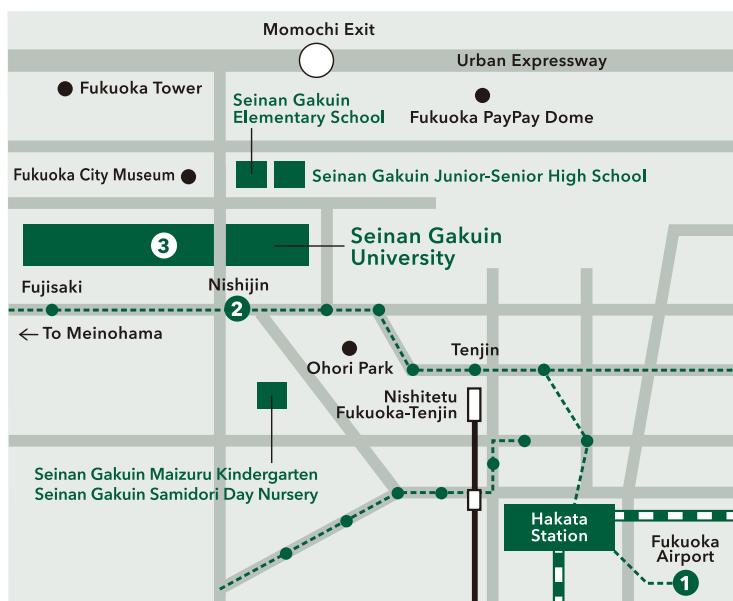 Momochi Exit
Urban Expressway
Fukuoka Tower
Seinan Gakuin
Elementary School
Fukuoka PayPay Dome
Fukuoka City Museum
Seinan Gakuin Junior-Senior High School
3
Seinan Gakuin
University
Fujisaki
Nishijin
2
← To Meinohama
Ohori Park
Tenjin
Nishitetu
Fukuoka-Tenjin
Seinan Gakuin Maizuru Kindergarten
Seinan Gakuin Samidori Day Nursery
Hakata
Station
Fukuoka
Airport
1